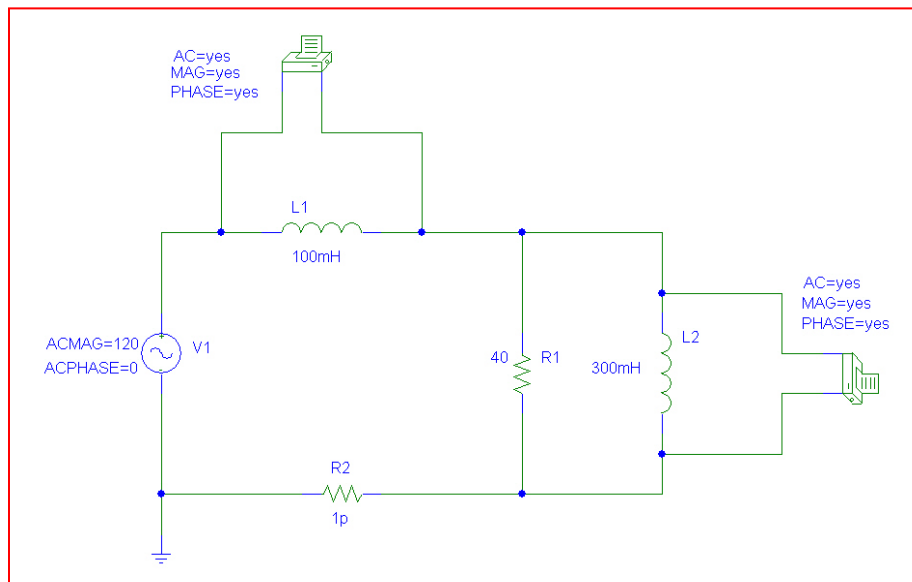 AC=yes
MAG=yes
PHASE=yes
L1
100mH
AC=yes
MAG=yes
PHASE=yes
ACMAG=120
ACPHASE=0
V1
40
R1
L2
300mH
R2
1p